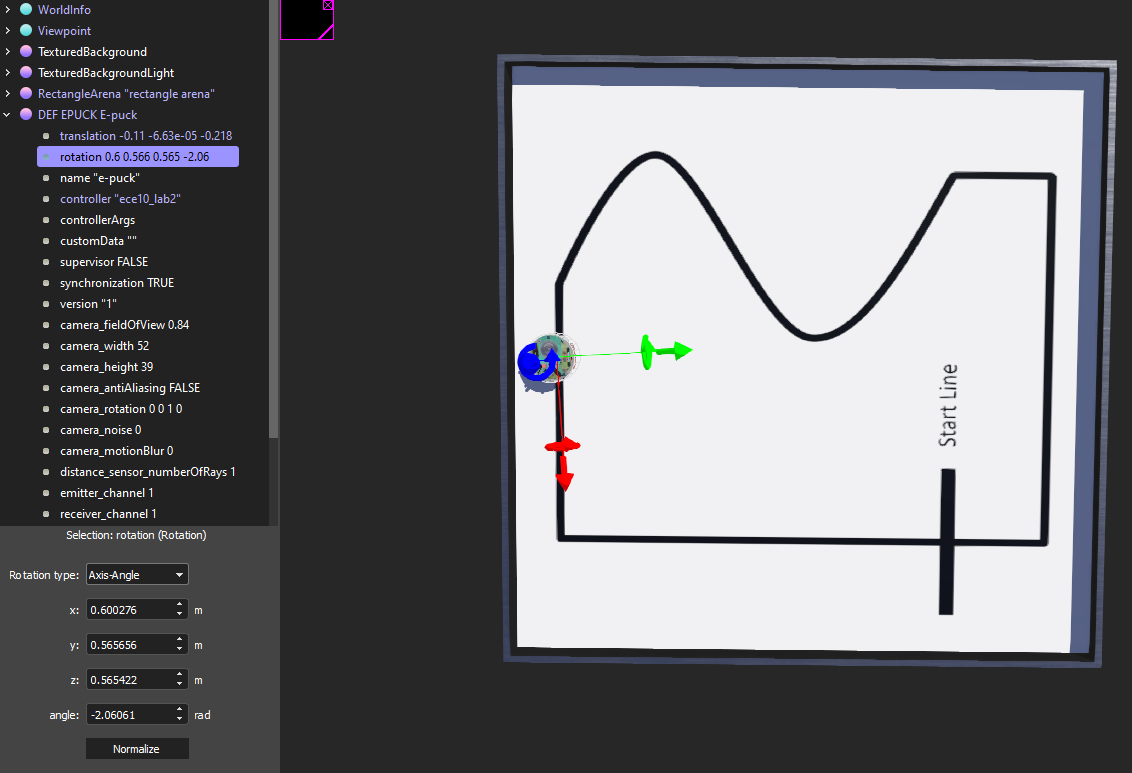 WorldInfo
Viewpoint
TexturedBackground
TexturedBackgroundLight
RectangleArena "rectangle arena"
DEF EPUCK E-puck
translation -0.11 -6.63e-05 -0.218
rotation 0.6 0.566 0.565 -2.06
name "e-puck"
controller "ece10_lab2"
controllerArgs
customData ""
supervisor FALSE
synchronization TRUE
version "1"
camera_fieldOfView 0.84
camera_width 52
camera_height 39
camera_antiAliasing FALSE
camera_rotation 0 0 1 0
camera_noise 0
camera_motionBlur 0
distance_sensor_numberOfRays 1
emitter_channel 1
receiver_channel 1
Selection: rotation (Rotation)
Rotation type: Axis-Angle
x: 0.600276 m
y: 0.565656 m
z: 0.565422 m
angle: -2.06061 rad
Normalize
Start Line